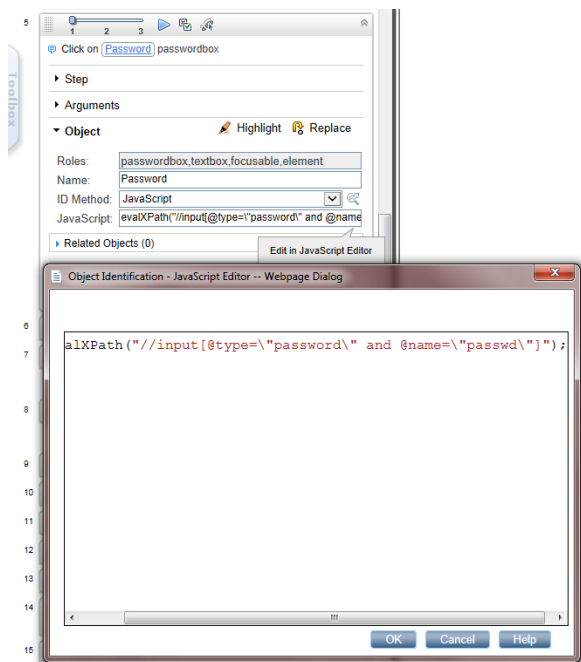 5
1 2 3
Click on Password passwordbox
Toolbox
Step
Arguments
Object Highlight Replace
Roles: passwordbox,textbox,focusable,element
Name: Password
ID Method: JavaScript
JavaScript: evalXPath("//input[@type=\"password\" and @name
Related Objects (0)
Edit in JavaScript Editor
Object Identification - JavaScript Editor -- Webpage Dialog
x
6
alXPath("//input[@type=\"password\" and @name=\"passwd\"]");
7
8
9
10
11
12
13
14
OK Cancel Help
15